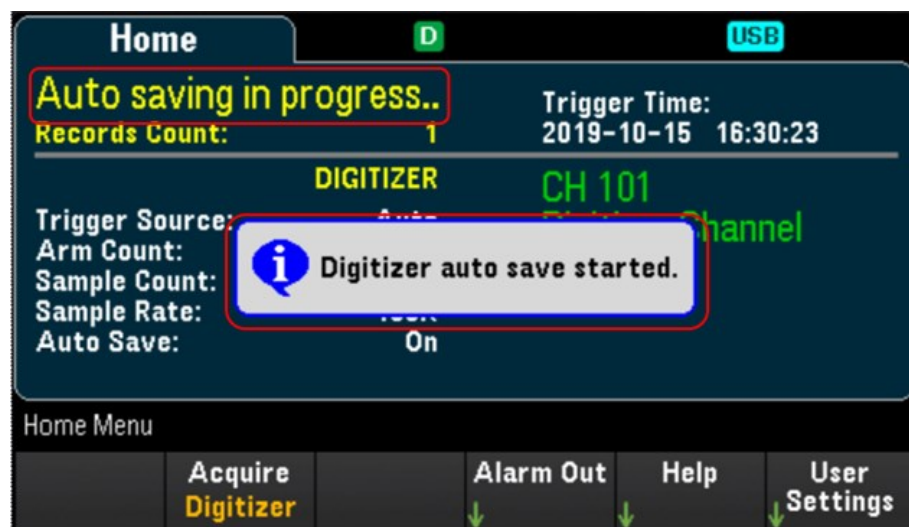 Home
D
USB
Auto saving in progress..
Trigger Time:
Records Count: 1
2019-10-15 16:30:23
DIGITIZER
CH 101
Trigger Source: Auto
Channel
Arm Count:
Digitizer auto save started.
Sample Count:
Sample Rate:
Auto Save: On
Home Menu
Acquire
Digitizer
Alarm Out
Help
User
Settings